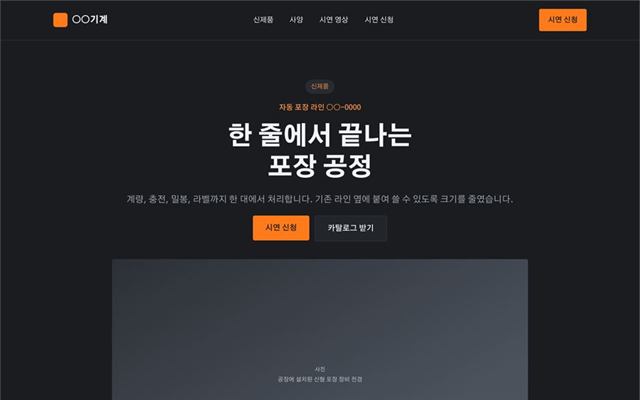 ○○기계
신제품
사양
시연 영상
시연 신청
시연 신청
신제품
자동 포장 라인 ○○-0000
한 줄에서 끝나는
포장 공정
계량, 충전, 밀봉, 라벨까지 한 대에서 처리합니다. 기존 라인 옆에 붙여 쓸 수 있도록 크기를 줄였습니다.
시연 신청
카탈로그 받기
사진
공장에 설치된 신형 포장 장비 전경